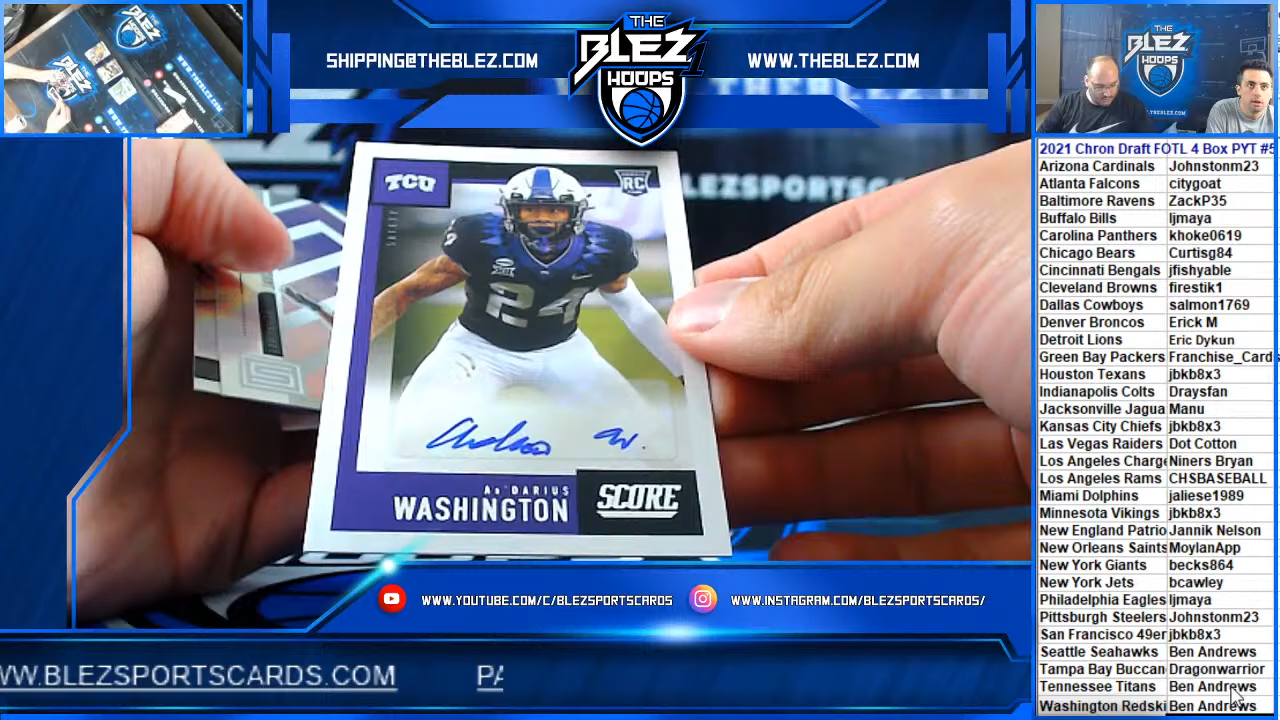 SHIPPING@THEBLEZ.COM
THE
BLEZ
HOOPS
WWW.THEBLEZ.COM
TCU
RC
24
Ar'DARIUS
WASHINGTON
SCORE
2021 Chron Draft FOTL 4 Box PYT #5
Arizona Cardinals Johnstonm23
Atlanta Falcons citygoat
Baltimore Ravens ZackP35
Buffalo Bills ljmaya
Carolina Panthers khoke0619
Chicago Bears Curtisg84
Cincinnati Bengals jfishyable
Cleveland Browns firestik1
Dallas Cowboys salmon1769
Denver Broncos Erick M
Detroit Lions Eric Dykun
Green Bay Packers Franchise_Cards
Houston Texans jbkb8x3
Indianapolis Colts Draysfan
Jacksonville Jagua Manu
Kansas City Chiefs jbkb8x3
Las Vegas Raiders Dot Cotton
Los Angeles Charge Niners Bryan
Los Angeles Rams CHSBASEBALL
Miami Dolphins jaliese1989
Minnesota Vikings jbkb8x3
New England Patrio Jannik Nelson
New Orleans Saints MoylanApp
New York Giants becks864
New York Jets bcawley
Philadelphia Eagles ljmaya
Pittsburgh Steelers Johnstonm23
San Francisco 49er jbkb8x3
Seattle Seahawks Ben Andrews
Tampa Bay Buccan Dragonwarrior
Tennessee Titans Ben Andrews
Washington Redski Ben Andrews
WWW.YOUTUBE.COM/C/BLEZSPORTSCARDS
WWW.INSTAGRAM.COM/BLEZSPORTSCARDS/
WW.BLEZSPORTSCARDS.COM
PA